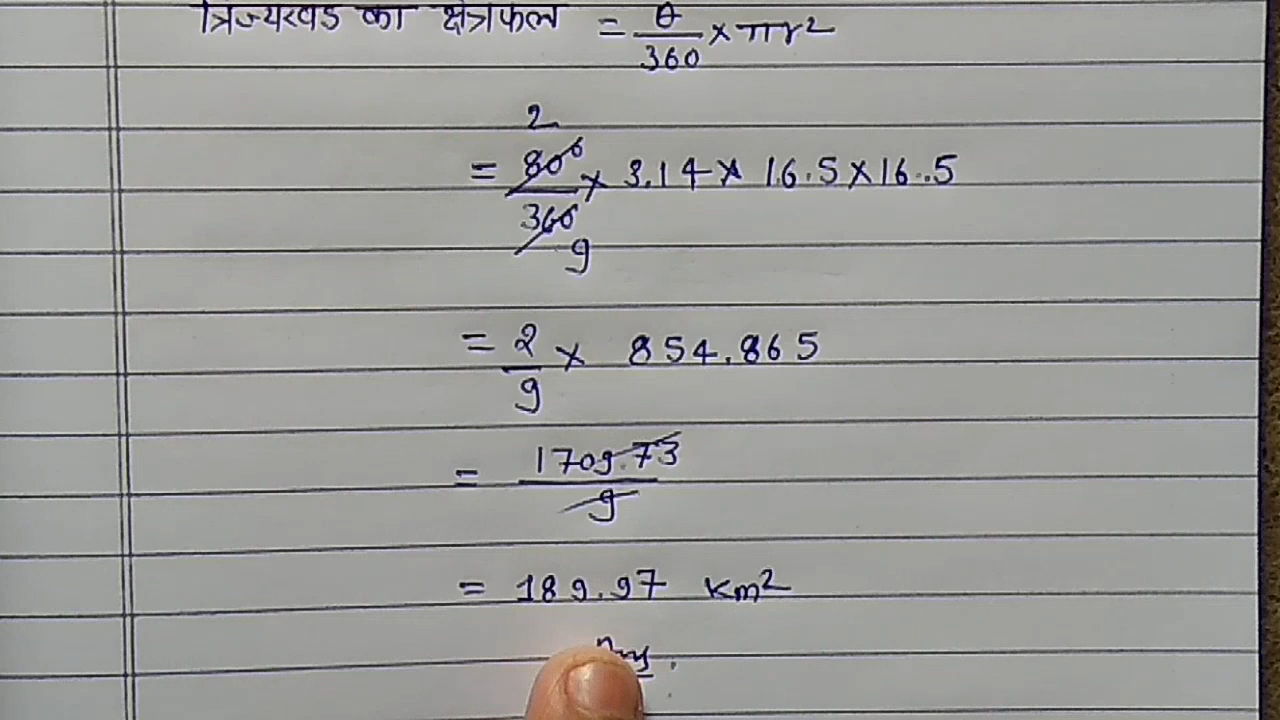 त्रिज्यखंड का क्षेत्रफल = θ/360 × πr²
2
= 80°/360 × 3.14 × 16.5 × 16.5
9
= 2/9 × 854.865
= 1709.73/9
= 189.97 km²
Ans.